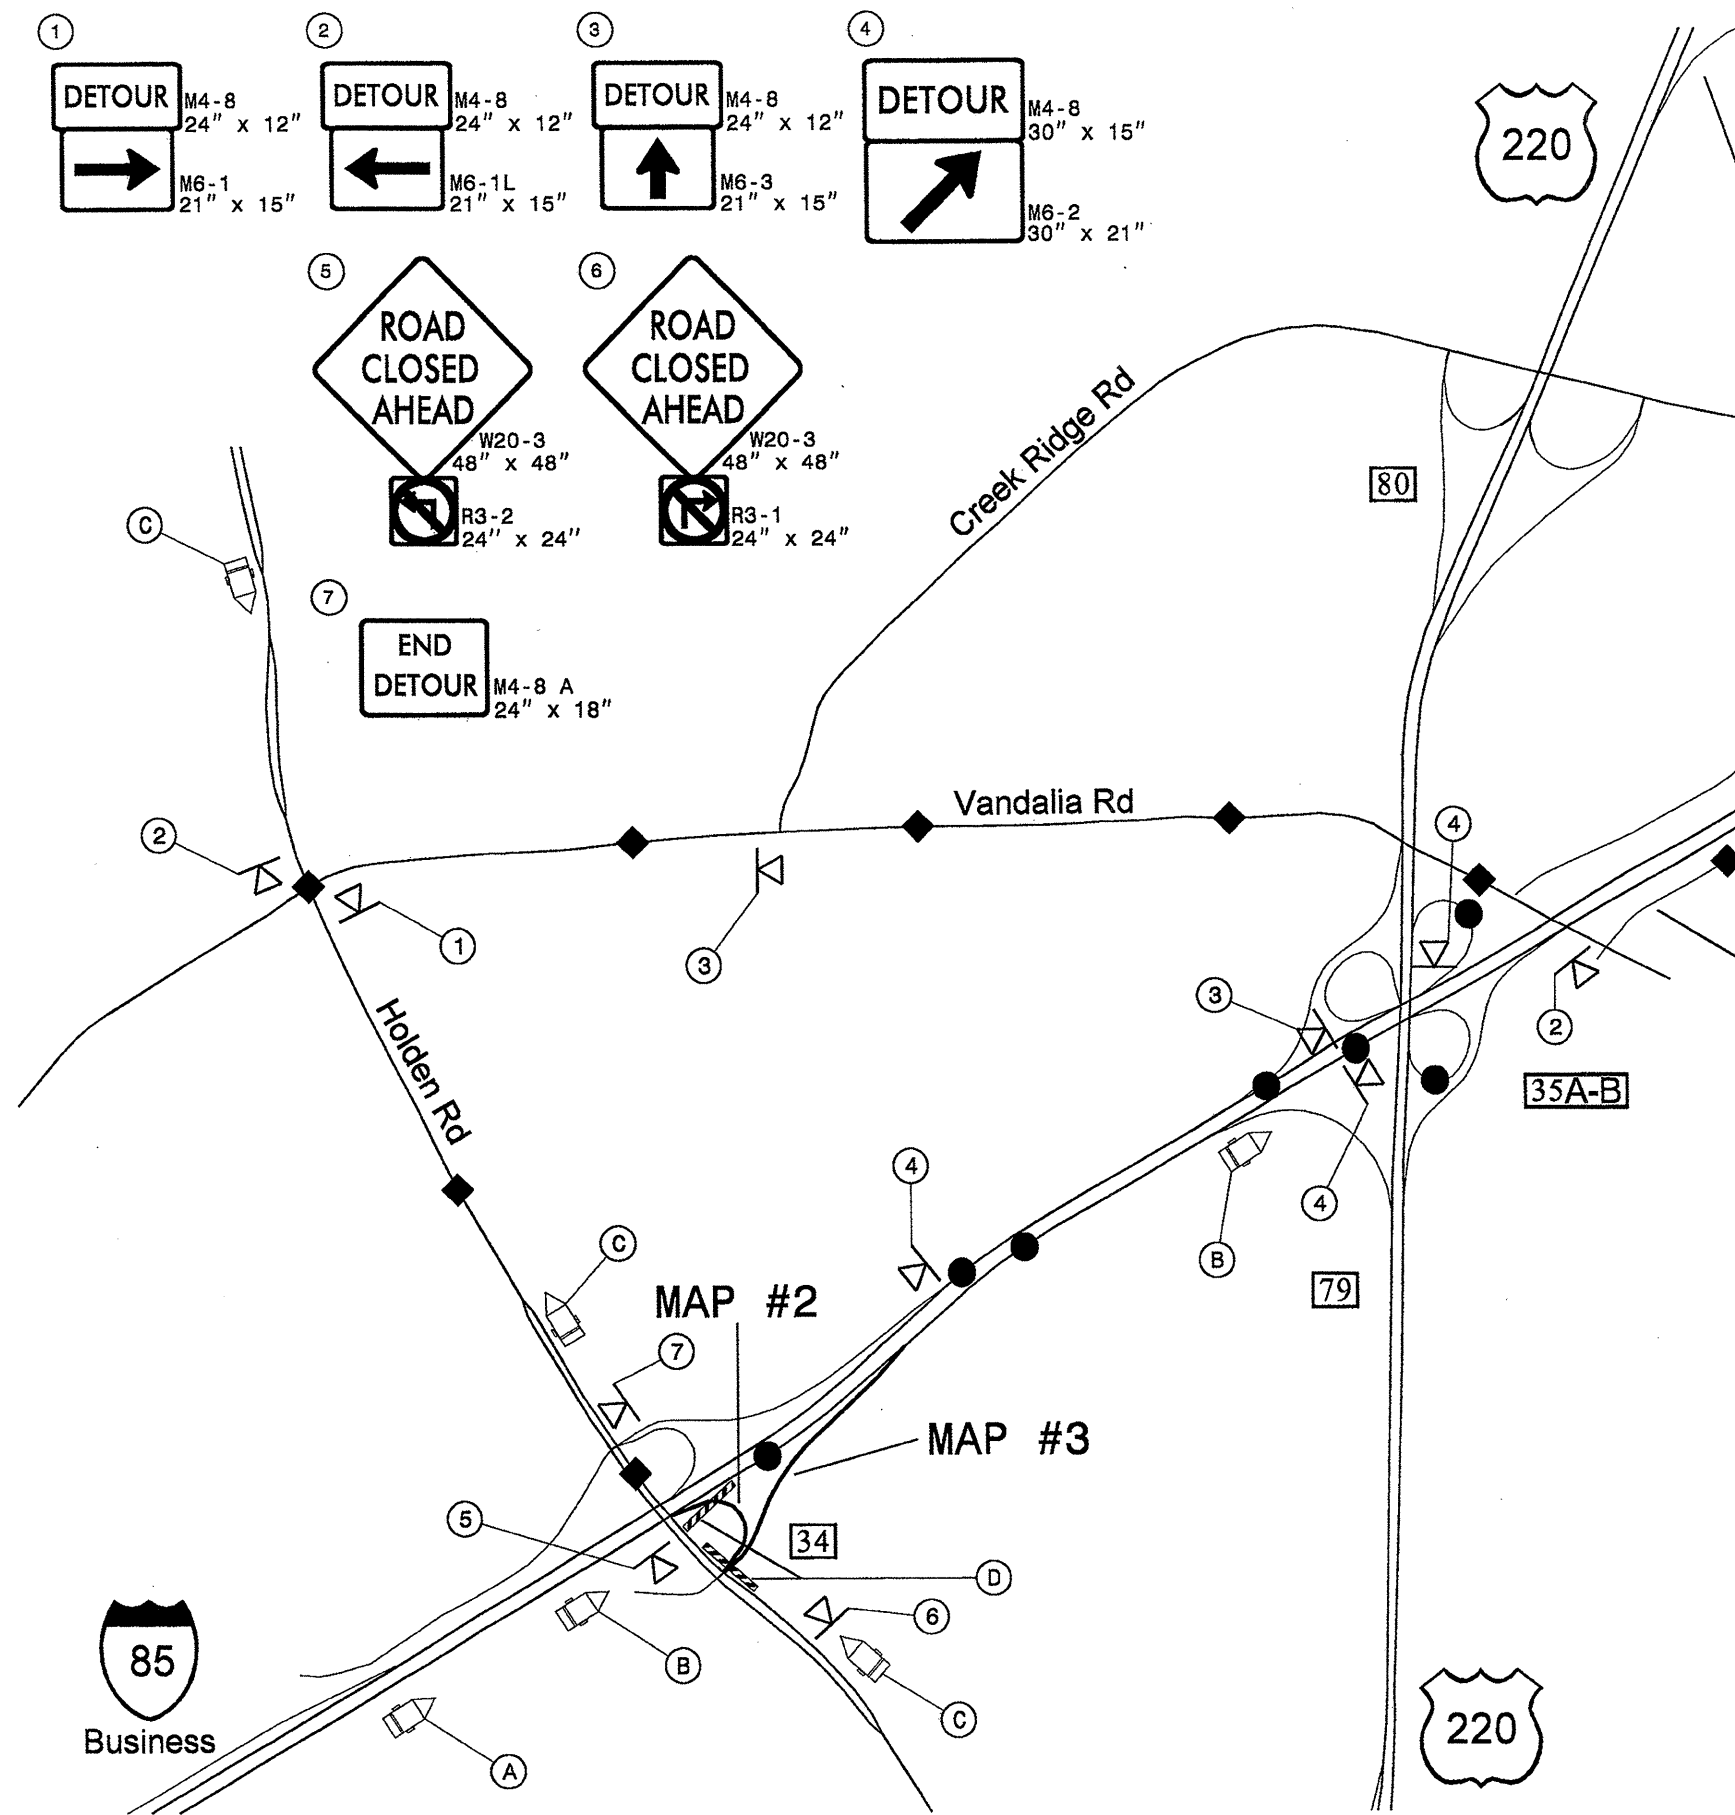 1
DETOUR
M4-8
24" x 12"
M6-1
21" x 15"
2
DETOUR
M4-8
24" x 12"
M6-1L
21" x 15"
3
DETOUR
M4-8
24" x 12"
M6-3
21" x 15"
4
DETOUR
M4-8
30" x 15"
M6-2
30" x 21"
220
5
ROAD
CLOSED
AHEAD
W20-3
48" x 48"
R3-2
24" x 24"
6
ROAD
CLOSED
AHEAD
W20-3
48" x 48"
R3-1
24" x 24"
7
END
DETOUR
M4-8 A
24" x 18"
C
Creek Ridge Rd
80
Vandalia Rd
2
1
3
4
Holden Rd
3
2
35A-B
4
4
B
C
79
MAP #2
7
MAP #3
5
34
D
6
B
C
A
85
Business
220